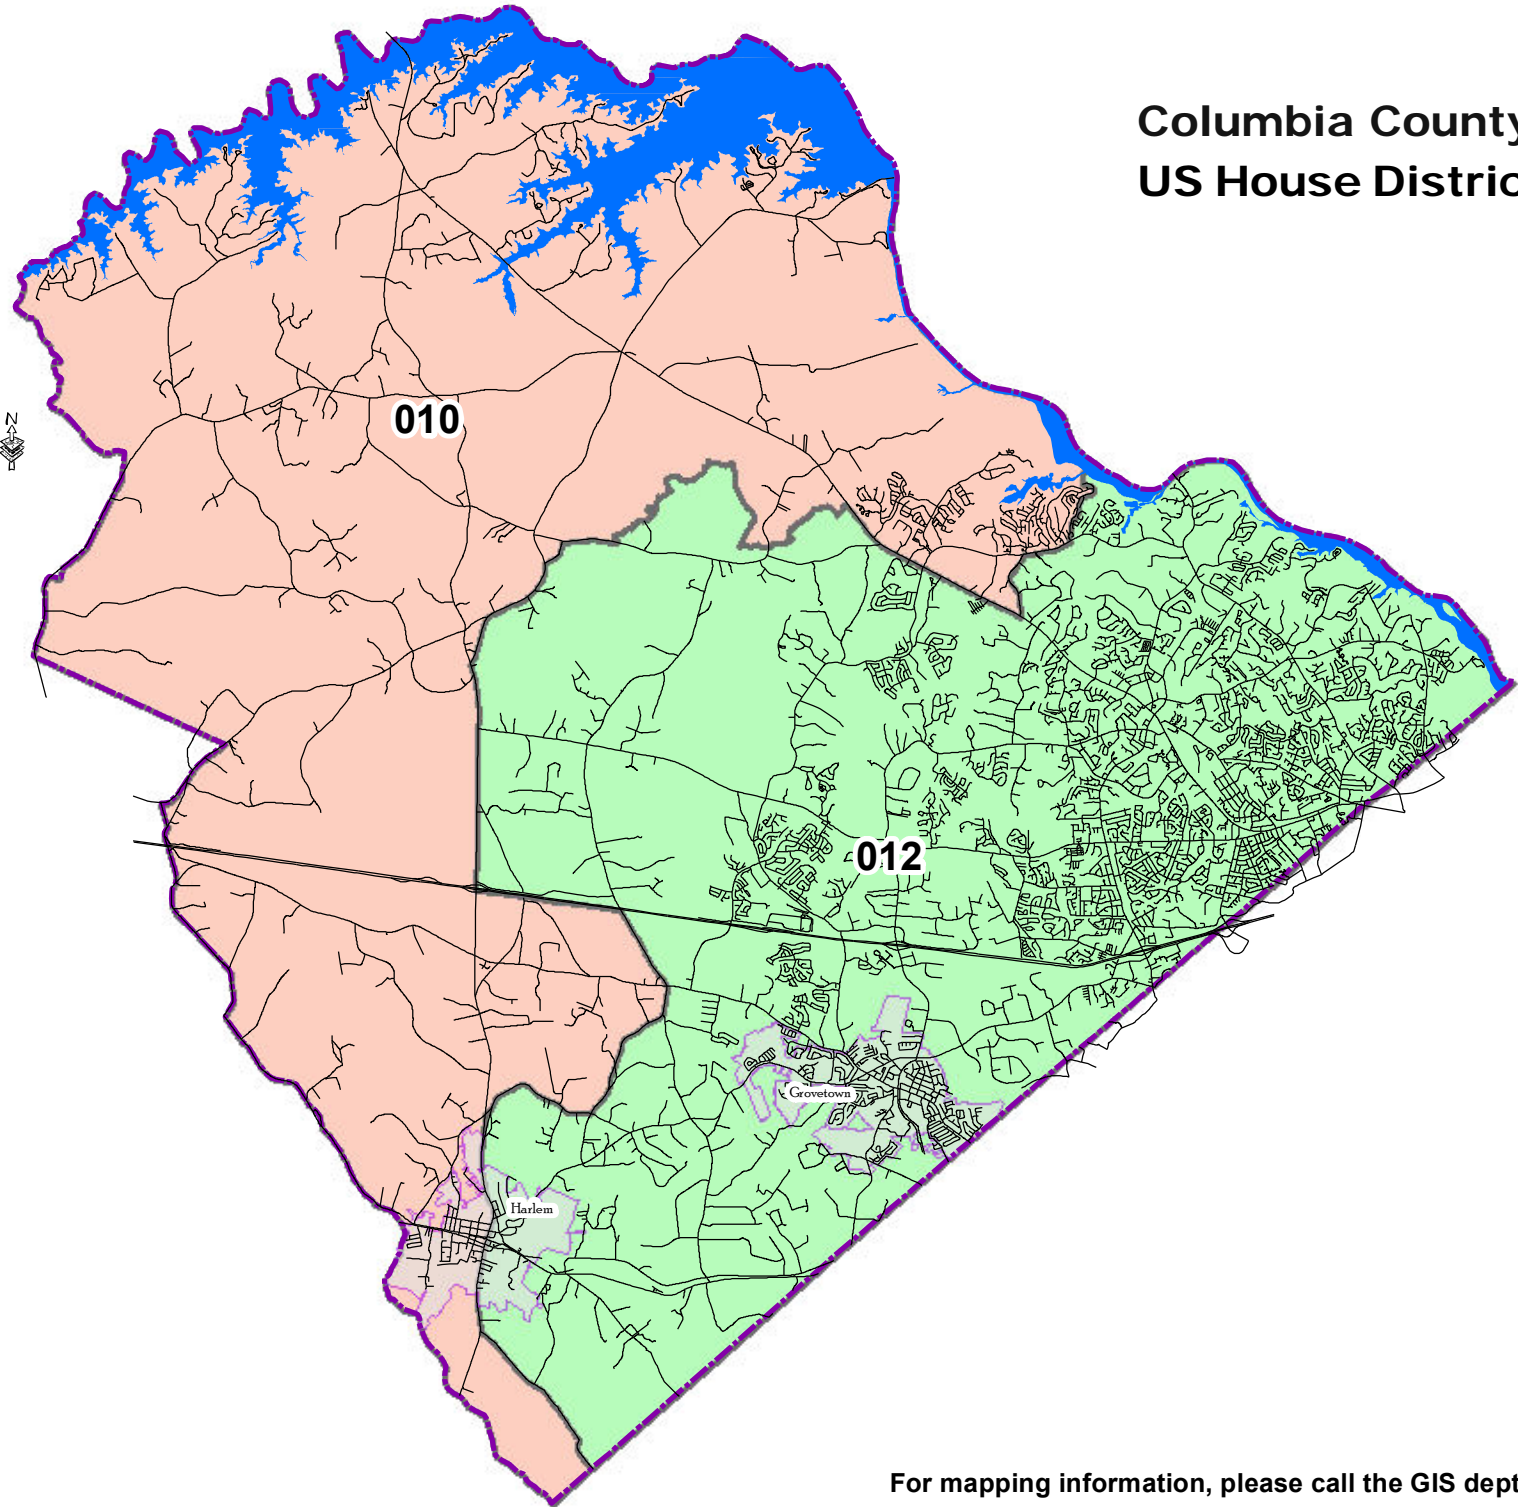 Columbia County
US House Distric
N
010
012
Grovetown
Harlem
For mapping information, please call the GIS dept